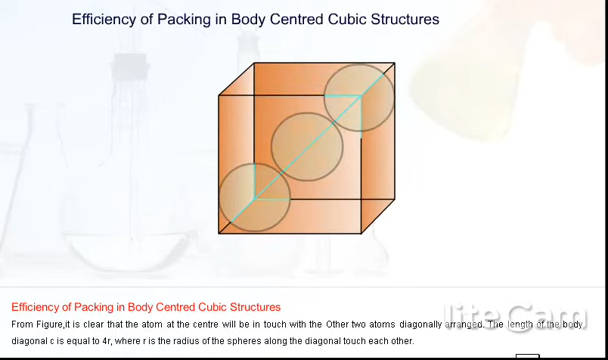 Efficiency of Packing in Body Centred Cubic Structures
Efficiency of Packing in Body Centred Cubic Structures
From Figure,it is clear that the atom at the centre will be in touch with the Other two atoms diagonally arranged. The length of the body
diagonal c is equal to 4r, where r is the radius of the spheres along the diagonal touch each other.
liteCam